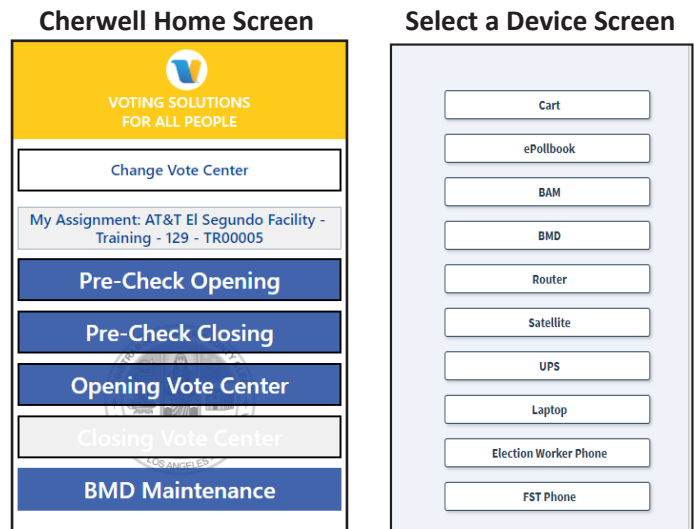 Cherwell Home Screen
VOTING SOLUTIONS
FOR ALL PEOPLE
Change Vote Center
My Assignment: AT&T El Segundo Facility -
Training - 129 - TR00005
Pre-Check Opening
Pre-Check Closing
Opening Vote Center
Closing Vote Center
LOS ANGELES
BMD Maintenance
Select a Device Screen
Cart
ePollbook
BAM
BMD
Router
Satellite
UPS
Laptop
Election Worker Phone
FST Phone